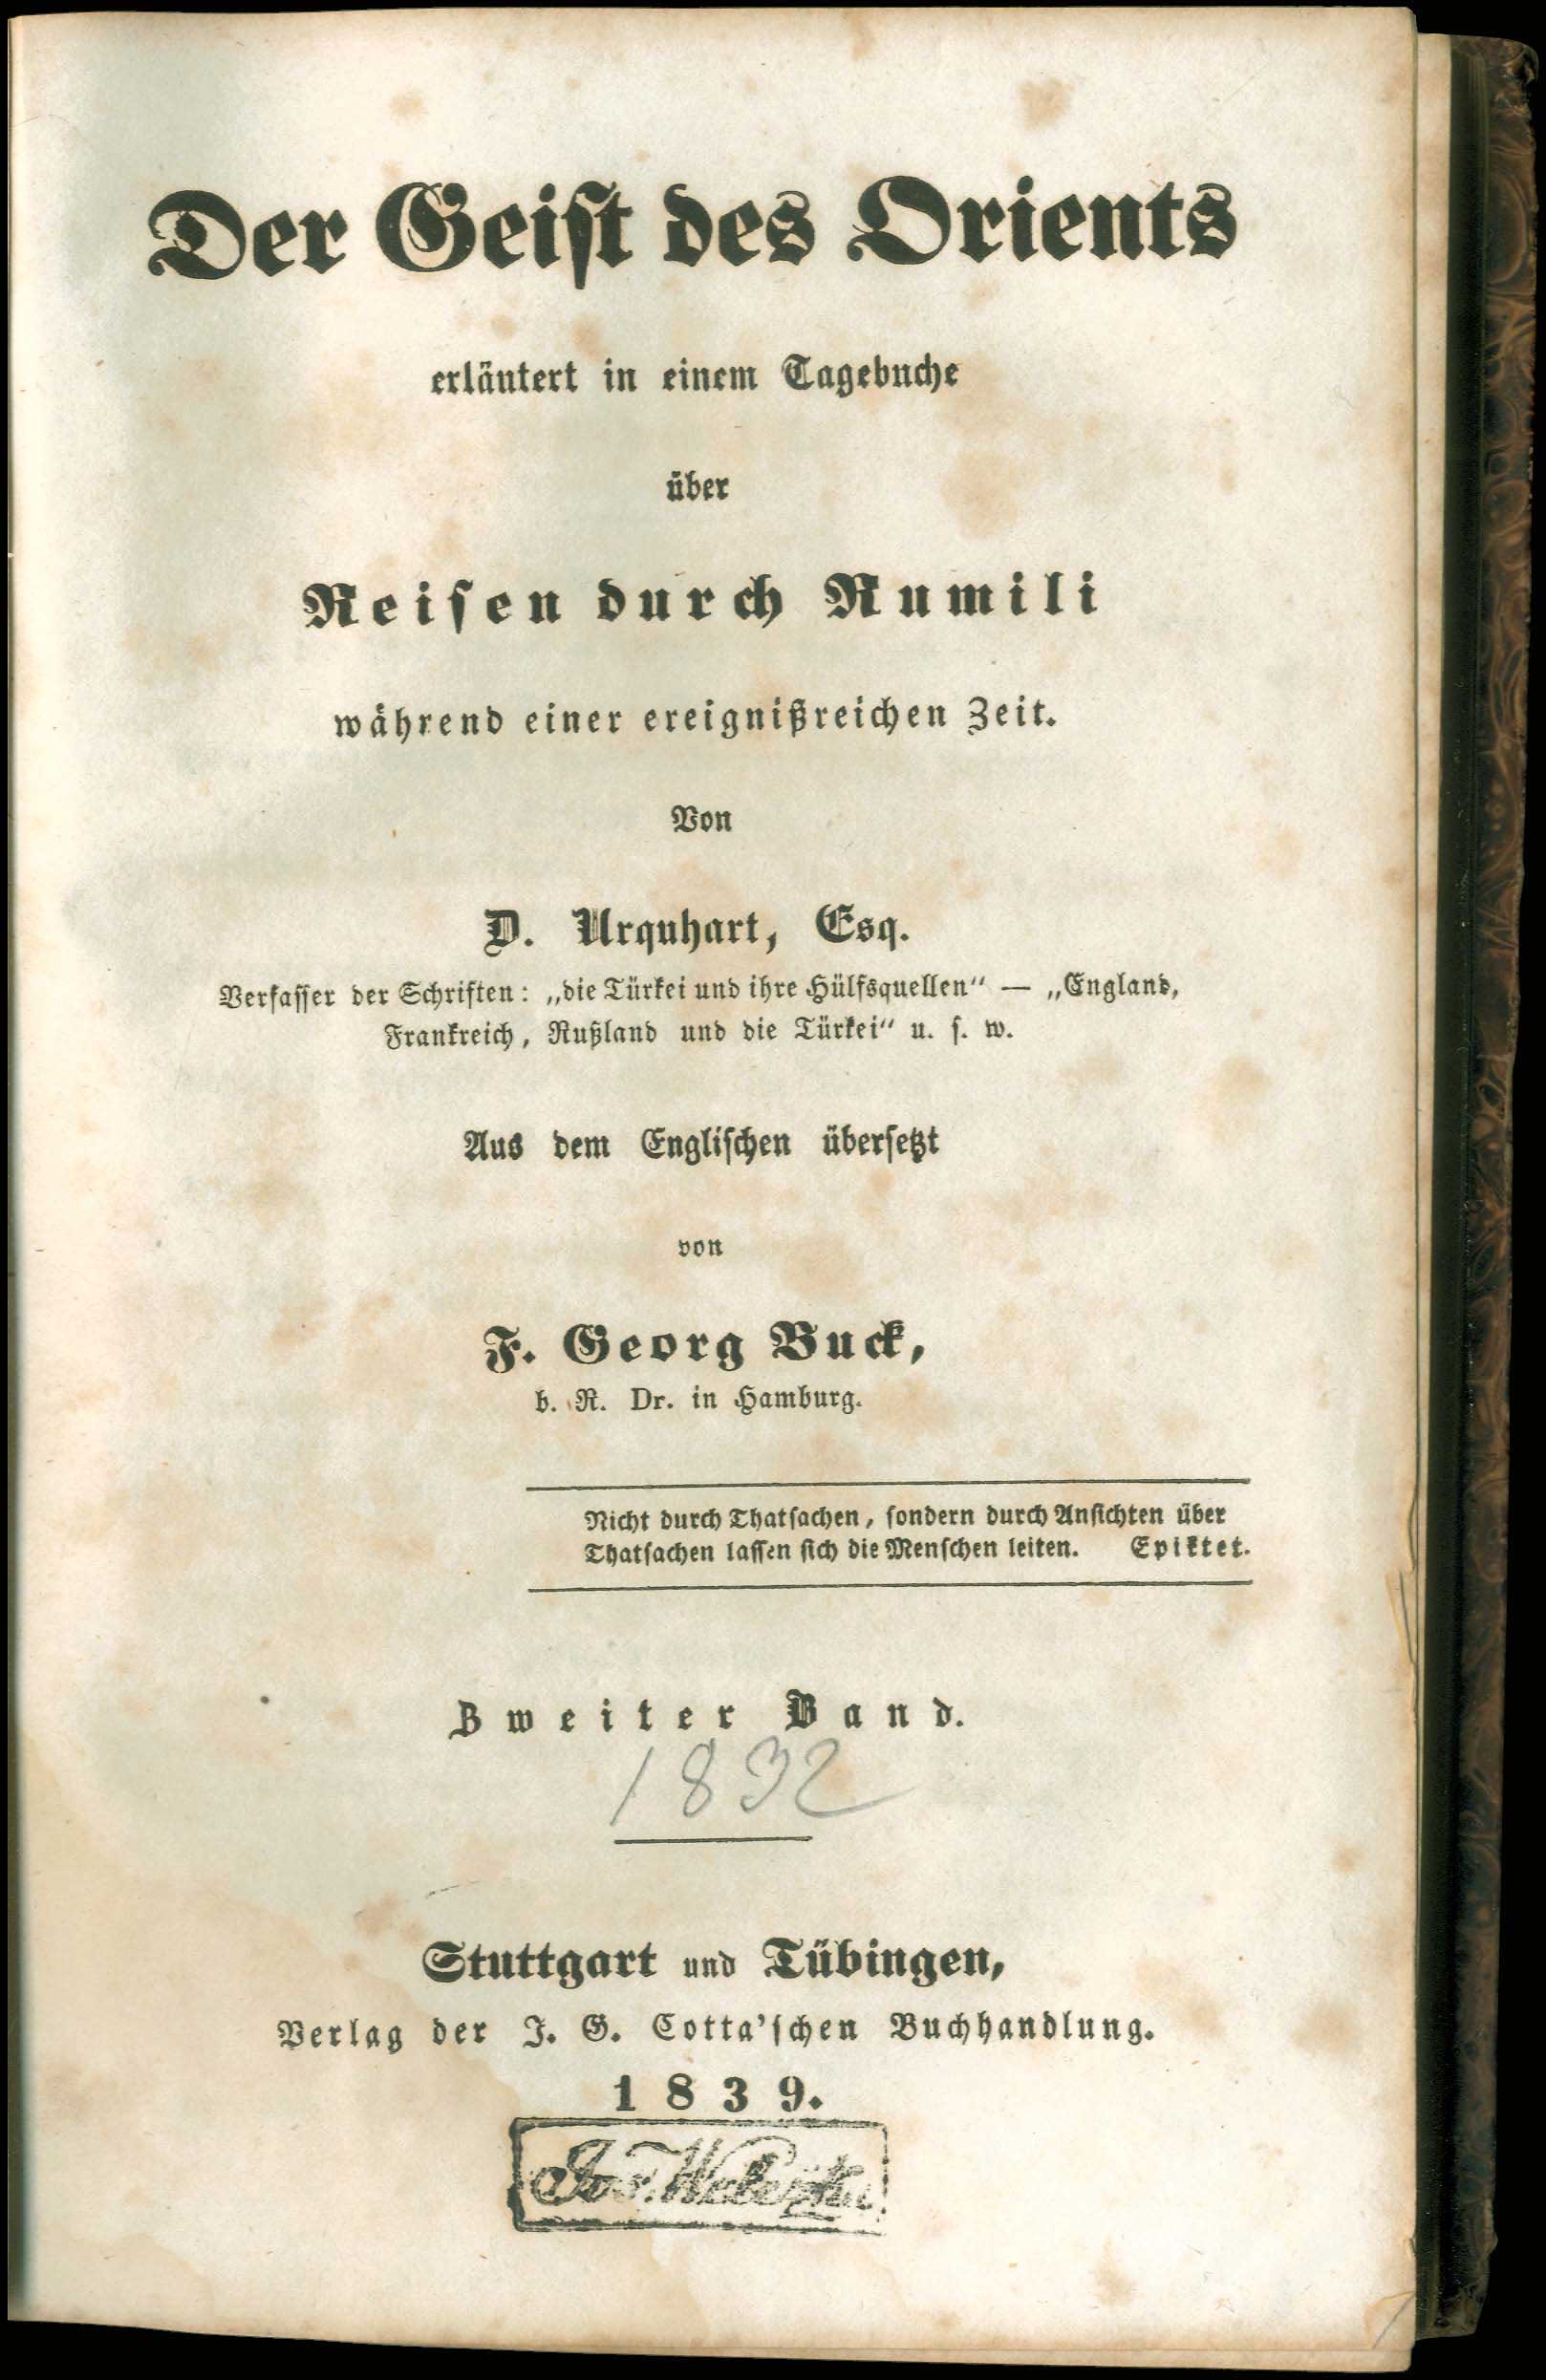 Der Geist des Orients
erläutert in einem Tagebuche
über
Reisen durch Rumili
während einer ereignißreichen Zeit.
Von
D. Urquhart, Esq.
Verfasser der Schriften: „die Türkei und ihre Hülfsquellen“ — „England,
Frankreich, Rußland und die Türkei“ u. s. w.
Aus dem Englischen übersetzt
von
F. Georg Buck,
b. R. Dr. in Hamburg.
Nicht durch Thatsachen, sondern durch Ansichten über
Thatsachen lassen sich die Menschen leiten. Epiktet.
Zweiter Band.
1832
Stuttgart und Tübingen,
Verlag der J. G. Cotta'schen Buchhandlung.
1839.
Jos.